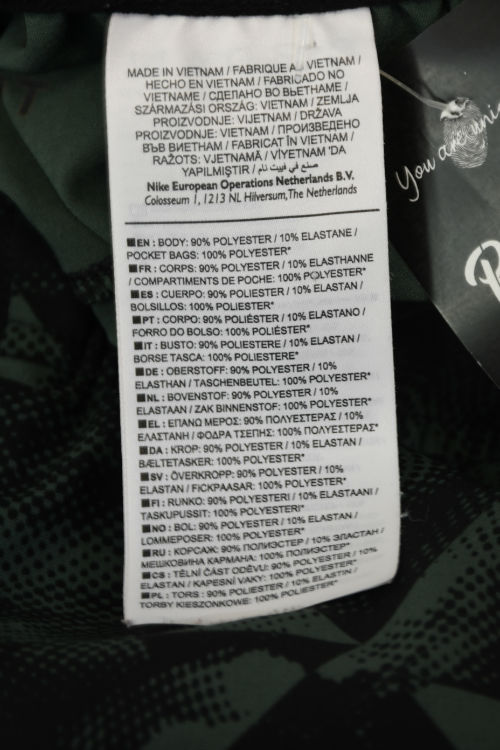 MADE IN VIETNAM / FABRIQUE AU VIETNAM /
HECHO EN VIETNAM / FABRICADO NO
VIETNAME / СДЕЛАНО ВО ВЬЕТНАМЕ /
SZÁRMAZÁSI ORSZÁG: VIETNAM / ZEMLJA
PROIZVODNJE: VIJETNAM / DRŽAVA
PROIZVODNJE: VIETNAM / ПРОИЗВЕДЕНО
ВЪВ ВИЕТНАМ / FABRICAT ÎN VIETNAM /
RAŽOTS: VJETNAMĀ / VİYETNAM 'DA
YAPILMIŞTIR / صنع في فييت نام
Nike European Operations Netherlands B.V.
Colosseum 1, 1213 NL Hilversum, The Netherlands
EN : BODY: 90% POLYESTER / 10% ELASTANE /
POCKET BAGS: 100% POLYESTER*
FR : CORPS: 90% POLYESTER / 10% ELASTHANNE
/ COMPARTIMENTS DE POCHE: 100% POLYESTER*
ES : CUERPO: 90% POLIESTER / 10% ELASTAN /
BOLSILLOS: 100% POLIESTER*
PT : CORPO: 90% POLIÉSTER / 10% ELASTANO /
FORRO DO BOLSO: 100% POLIÉSTER*
IT : BUSTO: 90% POLIESTERE / 10% ELASTAN /
BORSE TASCA: 100% POLIESTERE*
DE : OBERSTOFF: 90% POLYESTER / 10%
ELASTHAN / TASCHENBEUTEL: 100% POLYESTER*
NL : BOVENSTOF: 90% POLYESTER / 10%
ELASTAAN / ZAK BINNENSTOF: 100% POLYESTER*
EL : ΕΠΑΝΩ ΜΕΡΟΣ: 90% ΠΟΛΥΕΣΤΕΡΑΣ / 10%
ΕΛΑΣΤΑΝΗ / ΦΟΔΡΑ ΤΣΕΠΗΣ: 100% ΠΟΛΥΕΣΤΕΡΑΣ*
DA : KROP: 90% POLYESTER / 10% ELASTAN /
BÆLTETASKER: 100% POLYESTER*
SV : ÖVERKROPP: 90% POLYESTER / 10%
ELASTAN / FICKPAASAR: 100% POLYESTER*
FI : RUNKO: 90% POLYESTERI / 10% ELASTAANI /
TASKUPUSSIT: 100% POLYESTERI*
NO : BOL: 90% POLYESTER / 10% ELASTAN /
LOMMEPOSER: 100% POLYESTER*
RU : КОРСАЖ: 90% ПОЛИЭСТЕР / 10% ЭЛАСТАН /
МЕШКОВИНА КАРМАНА: 100% ПОЛИЭСТЕР*
CS : TĚLNÍ ČÁST ODĚVU: 90% POLYESTER / 10%
ELASTAN / KAPESNÍ VAKY: 100% POLYESTER*
PL : TORS : 90% POLIESTER / 10% ELASTIN /
TORBY KIESZONKOWE: 100% POLIESTER*
You are